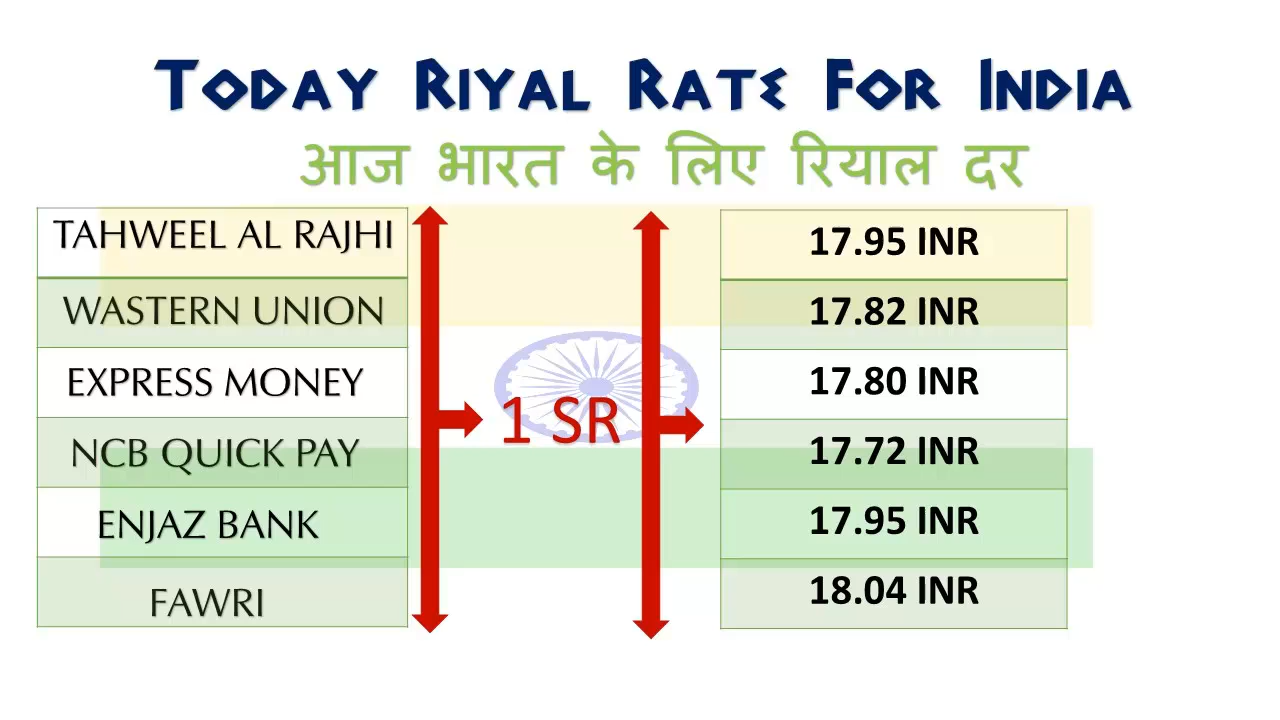 TODAY RIYAL RATE FOR INDIA
आज भारत के लिए रियाल दर
TAHWEEL AL RAJHI 17.95 INR
WASTERN UNION 17.82 INR
EXPRESS MONEY 17.80 INR
1 SR
NCB QUICK PAY 17.72 INR
ENJAZ BANK 17.95 INR
FAWRI 18.04 INR